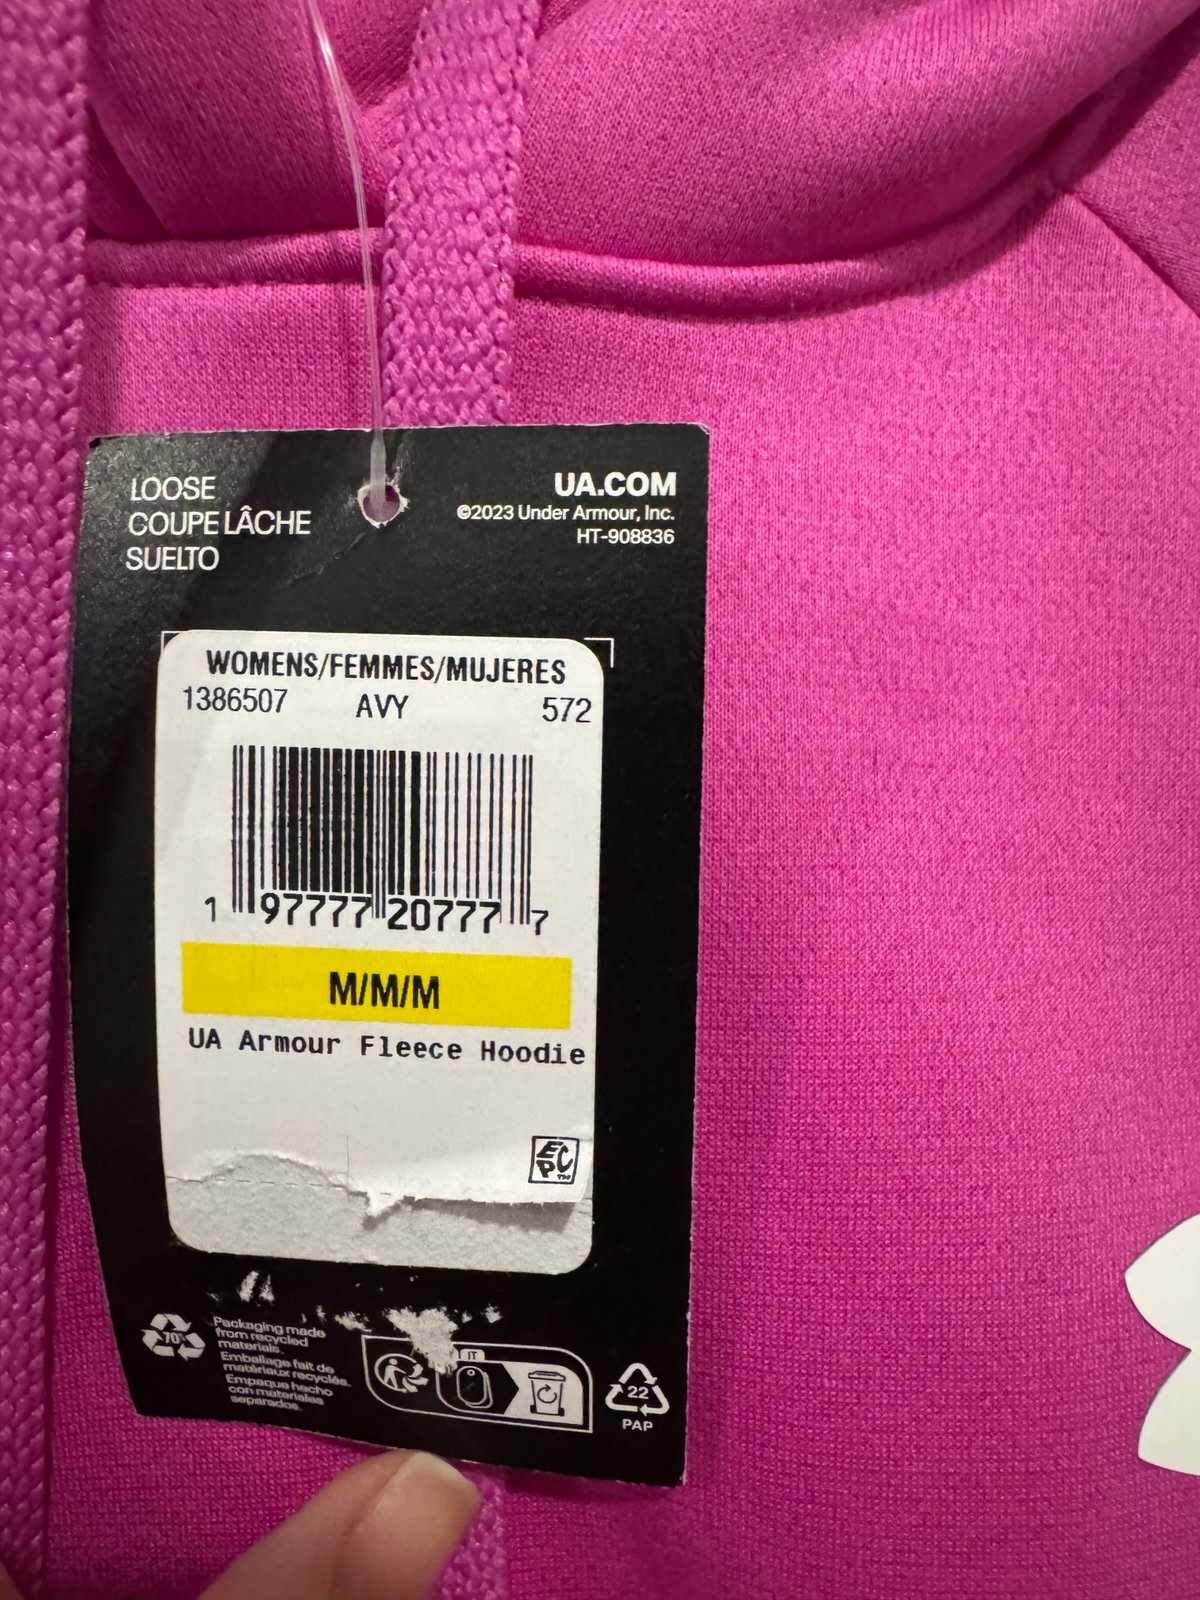 LOOSE
COUPE LÂCHE
SUELTO
UA.COM
©2023 Under Armour, Inc.
HT-908836
WOMENS/FEMMES/MUJERES
1386507 AVY 572
1 97777 20777 7
M/M/M
UA Armour Fleece Hoodie
ECP™
70%
Packaging made
from recycled
materials.
Emballage fait de
matériaux recyclés.
Empaque hecho
con materiales
separados.
IT
22
PAP